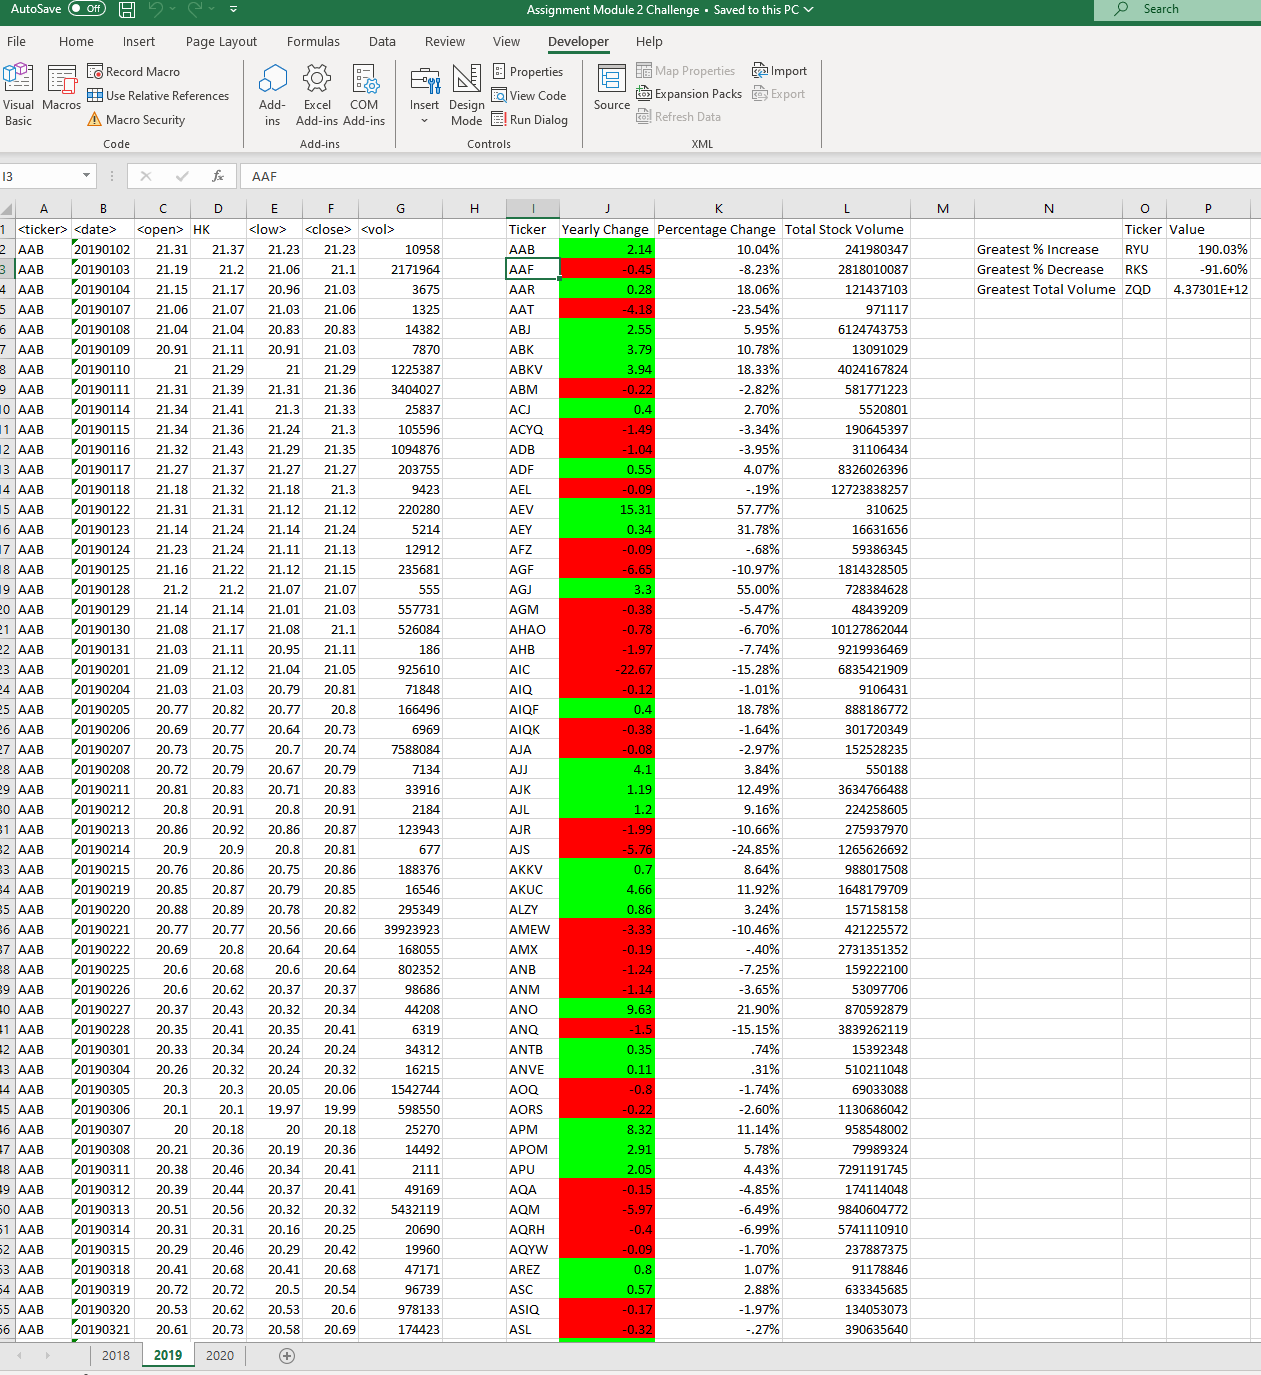 AutoSave Off Assignment Module 2 Challenge • Saved to this PC Search
File Home Insert Page Layout Formulas Data Review View Developer Help
Visual Basic Macros Record Macro Use Relative References Macro Security Code
Add-ins Excel Add-ins COM Add-ins Add-ins
Insert Design Mode Properties View Code Run Dialog Controls
Source Map Properties Expansion Packs Refresh Data Import Export XML
I3 fx AAF
A B C D E F G H I J K L M N O P
1 <ticker> <date> <open> HK <low> <close> <vol> Ticker Yearly Change Percentage Change Total Stock Volume Ticker Value
2 AAB 20190102 21.31 21.37 21.23 21.23 10958 AAB 2.14 10.04% 241980347 Greatest % Increase RYU 190.03%
3 AAB 20190103 21.19 21.2 21.06 21.1 2171964 AAF -0.45 -8.23% 2818010087 Greatest % Decrease RKS -91.60%
4 AAB 20190104 21.15 21.17 20.96 21.03 3675 AAR 0.28 18.06% 121437103 Greatest Total Volume ZQD 4.37301E+12
5 AAB 20190107 21.06 21.07 21.03 21.06 1325 AAT -4.18 -23.54% 971117
6 AAB 20190108 21.04 21.04 20.83 20.83 14382 ABJ 2.55 5.95% 6124743753
7 AAB 20190109 20.91 21.11 20.91 21.03 7870 ABK 3.79 10.78% 13091029
8 AAB 20190110 21 21.29 21 21.29 1225387 ABKV 3.94 18.33% 4024167824
9 AAB 20190111 21.31 21.39 21.31 21.36 3404027 ABM -0.22 -2.82% 581771223
10 AAB 20190114 21.34 21.41 21.3 21.33 25837 ACJ 0.4 2.70% 5520801
11 AAB 20190115 21.34 21.36 21.24 21.3 105596 ACYQ -1.49 -3.34% 190645397
12 AAB 20190116 21.32 21.43 21.29 21.35 1094876 ADB -1.04 -3.95% 31106434
13 AAB 20190117 21.27 21.37 21.27 21.27 203755 ADF 0.55 4.07% 8326026396
14 AAB 20190118 21.18 21.32 21.18 21.3 9423 AEL -0.09 -.19% 12723838257
15 AAB 20190122 21.31 21.31 21.12 21.12 220280 AEV 15.31 57.77% 310625
16 AAB 20190123 21.14 21.24 21.14 21.24 5214 AEY 0.34 31.78% 16631656
17 AAB 20190124 21.23 21.24 21.11 21.13 12912 AFZ -0.09 -.68% 59386345
18 AAB 20190125 21.16 21.22 21.12 21.15 235681 AGF -6.65 -10.97% 1814328505
19 AAB 20190128 21.2 21.2 21.07 21.07 555 AGJ 3.3 55.00% 728384628
20 AAB 20190129 21.14 21.14 21.01 21.03 557731 AGM -0.38 -5.47% 48439209
21 AAB 20190130 21.08 21.17 21.08 21.1 526084 AHAO -0.78 -6.70% 10127862044
22 AAB 20190131 21.03 21.11 20.95 21.11 186 AHB -1.97 -7.74% 9219936469
23 AAB 20190201 21.09 21.12 21.04 21.05 925610 AIC -22.67 -15.28% 6835421909
24 AAB 20190204 21.03 21.03 20.79 20.81 71848 AIQ -0.12 -1.01% 9106431
25 AAB 20190205 20.77 20.82 20.77 20.8 166496 AIQF 0.4 18.78% 888186772
26 AAB 20190206 20.69 20.77 20.64 20.73 6969 AIQK -0.38 -1.64% 301720349
27 AAB 20190207 20.73 20.75 20.7 20.74 7588084 AJA -0.08 -2.97% 152528235
28 AAB 20190208 20.72 20.79 20.67 20.79 7134 AJJ 4.1 3.84% 550188
29 AAB 20190211 20.81 20.83 20.71 20.83 33916 AJK 1.19 12.49% 3634766488
30 AAB 20190212 20.8 20.91 20.8 20.91 2184 AJL 1.2 9.16% 224258605
31 AAB 20190213 20.86 20.92 20.86 20.87 123943 AJR -1.99 -10.66% 275937970
32 AAB 20190214 20.9 20.9 20.8 20.81 677 AJS -5.76 -24.85% 1265626692
33 AAB 20190215 20.76 20.86 20.75 20.86 188376 AKKV 0.7 8.64% 988017508
34 AAB 20190219 20.85 20.87 20.79 20.85 16546 AKUC 4.66 11.92% 1648179709
35 AAB 20190220 20.88 20.89 20.78 20.82 295349 ALZY 0.86 3.24% 157158158
36 AAB 20190221 20.77 20.77 20.56 20.66 39923923 AMEW -3.33 -10.46% 421225572
37 AAB 20190222 20.69 20.8 20.64 20.64 168055 AMX -0.19 -.40% 2731351352
38 AAB 20190225 20.6 20.68 20.6 20.64 802352 ANB -1.24 -7.25% 159222100
39 AAB 20190226 20.6 20.62 20.37 20.37 98686 ANM -1.14 -3.65% 53097706
40 AAB 20190227 20.37 20.43 20.32 20.34 44208 ANO 9.63 21.90% 870592879
41 AAB 20190228 20.35 20.41 20.35 20.41 6319 ANQ -1.5 -15.15% 3839262119
42 AAB 20190301 20.33 20.34 20.24 20.24 34312 ANTB 0.35 .74% 15392348
43 AAB 20190304 20.26 20.32 20.24 20.32 16215 ANVE 0.11 .31% 510211048
44 AAB 20190305 20.3 20.3 20.05 20.06 1542744 AOQ -0.8 -1.74% 69033088
45 AAB 20190306 20.1 20.1 19.97 19.99 598550 AORS -0.22 -2.60% 1130686042
46 AAB 20190307 20 20.18 20 20.18 25270 APM 8.32 11.14% 958548002
47 AAB 20190308 20.21 20.36 20.19 20.36 14492 APOM 2.91 5.78% 79989324
48 AAB 20190311 20.38 20.46 20.34 20.41 2111 APU 2.05 4.43% 7291191745
49 AAB 20190312 20.39 20.44 20.37 20.41 49169 AQA -0.15 -4.85% 174114048
50 AAB 20190313 20.51 20.56 20.32 20.32 5432119 AQM -5.97 -6.49% 9840604772
51 AAB 20190314 20.31 20.31 20.16 20.25 20690 AQRH -0.4 -6.99% 5741110910
52 AAB 20190315 20.29 20.46 20.29 20.42 19960 AQYW -0.09 -1.70% 237887375
53 AAB 20190318 20.41 20.68 20.41 20.68 47171 AREZ 0.8 1.07% 91178846
54 AAB 20190319 20.72 20.72 20.5 20.54 96739 ASC 0.57 2.88% 633345685
55 AAB 20190320 20.53 20.62 20.53 20.6 978133 ASIQ -0.17 -1.97% 134053073
56 AAB 20190321 20.61 20.73 20.58 20.69 174423 ASL -0.32 -.27% 390635640
2018 2019 2020